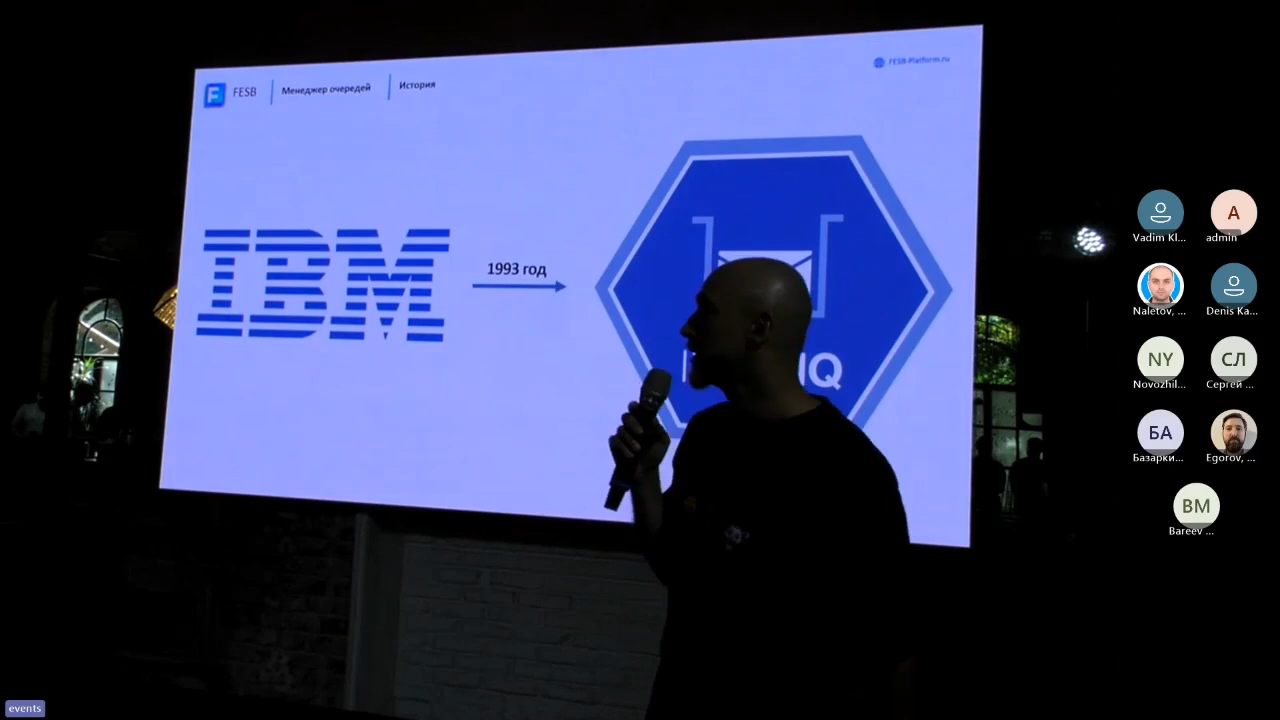 FESB
Менеджер очередей
История
FESB-Platform.ru
IBM
1993 год
IQ
Vadim Kl...
A
admin
Naletov, ...
Denis Ka...
NY
Novozhil...
СЛ
Сергей ...
БА
Базарки...
Egorov, ...
BM
Bareev ...
events